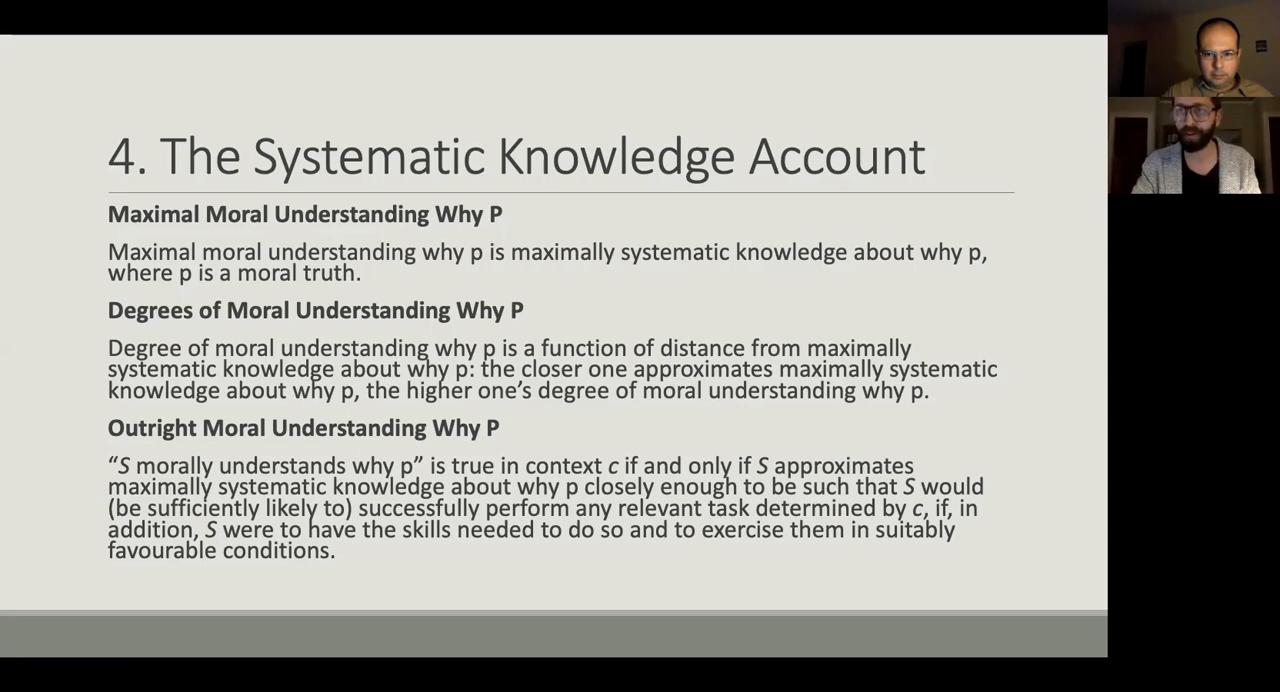 4. The Systematic Knowledge Account
Maximal Moral Understanding Why P
Maximal moral understanding why p is maximally systematic knowledge about why p,
where p is a moral truth.
Degrees of Moral Understanding Why P
Degree of moral understanding why p is a function of distance from maximally
systematic knowledge about why p: the closer one approximates maximally systematic
knowledge about why p, the higher one’s degree of moral understanding why p.
Outright Moral Understanding Why P
“S morally understands why p” is true in context c if and only if S approximates
maximally systematic knowledge about why p closely enough to be such that S would
(be sufficiently likely to) successfully perform any relevant task determined by c, if, in
addition, S were to have the skills needed to do so and to exercise them in suitably
favourable conditions.